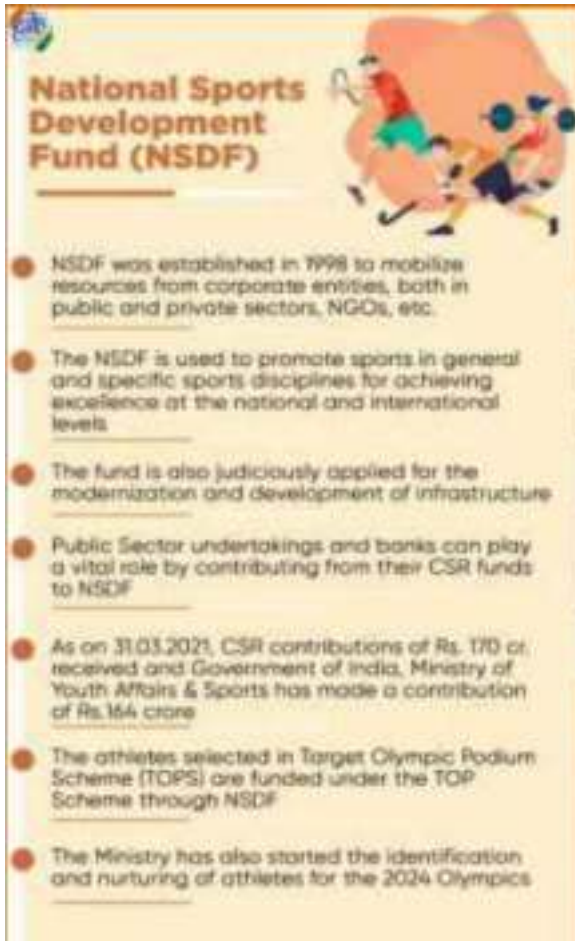 National Sports
Development
Fund (NSDF)
NSDF was established in 1998 to mobilize
resources from corporate entities, both in
public and private sectors, NGOs, etc.
The NSDF is used to promote sports in general
and specific sports disciplines for achieving
excellence at the national and international
levels
The fund is also judiciously applied for the
modernization and development of infrastructure
Public Sector undertakings and banks can play
a vital role by contributing from their CSR funds
to NSDF
As on 31.03.2021, CSR contributions of Rs. 170 cr.
received and Government of India, Ministry of
Youth Affairs & Sports has made a contribution
of Rs.164 crore
The athletes selected in Target Olympic Podium
Scheme (TOPS) are funded under the TOP
Scheme through NSDF
The Ministry has also started the identification
and nurturing of athletes for the 2024 Olympics